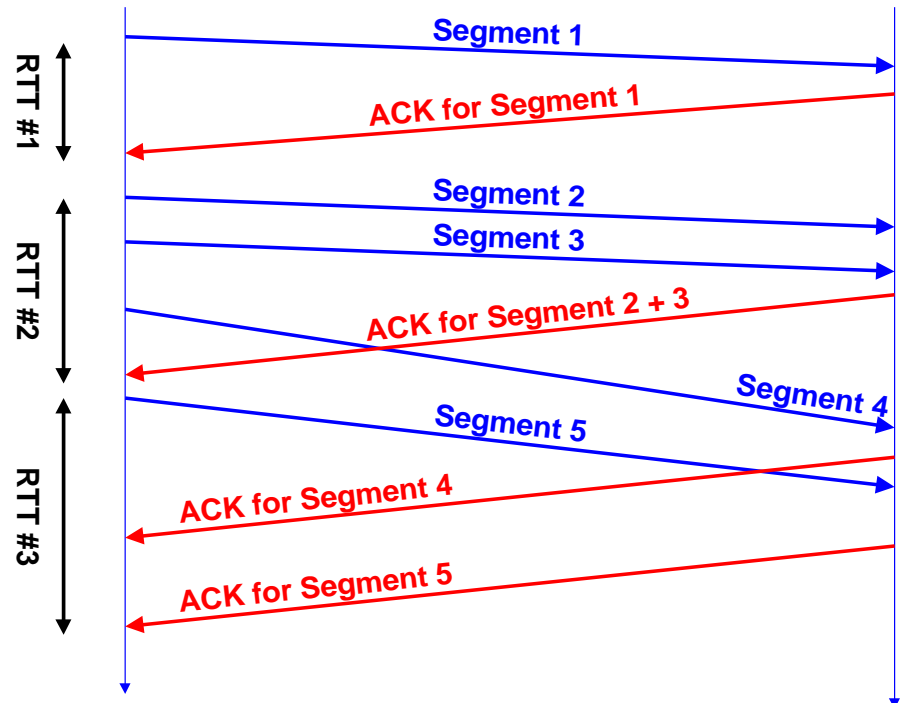 Segment 1
RTT #1
ACK for Segment 1
Segment 2
Segment 3
RTT #2
ACK for Segment 2 + 3
Segment 4
Segment 5
RTT #3
ACK for Segment 4
ACK for Segment 5